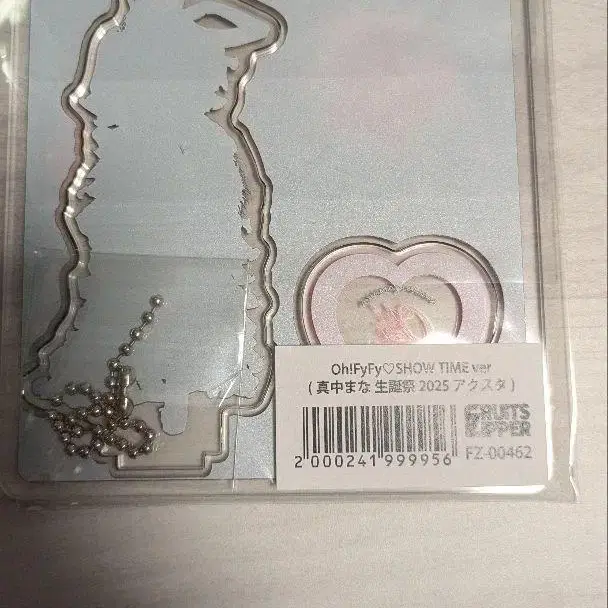 Oh!FyFy♡SHOW TIME ver
( 真中まな 生誕祭 2025 アクスタ )
FRUITS
ZIPPER
2 000241 999956
FZ-00462